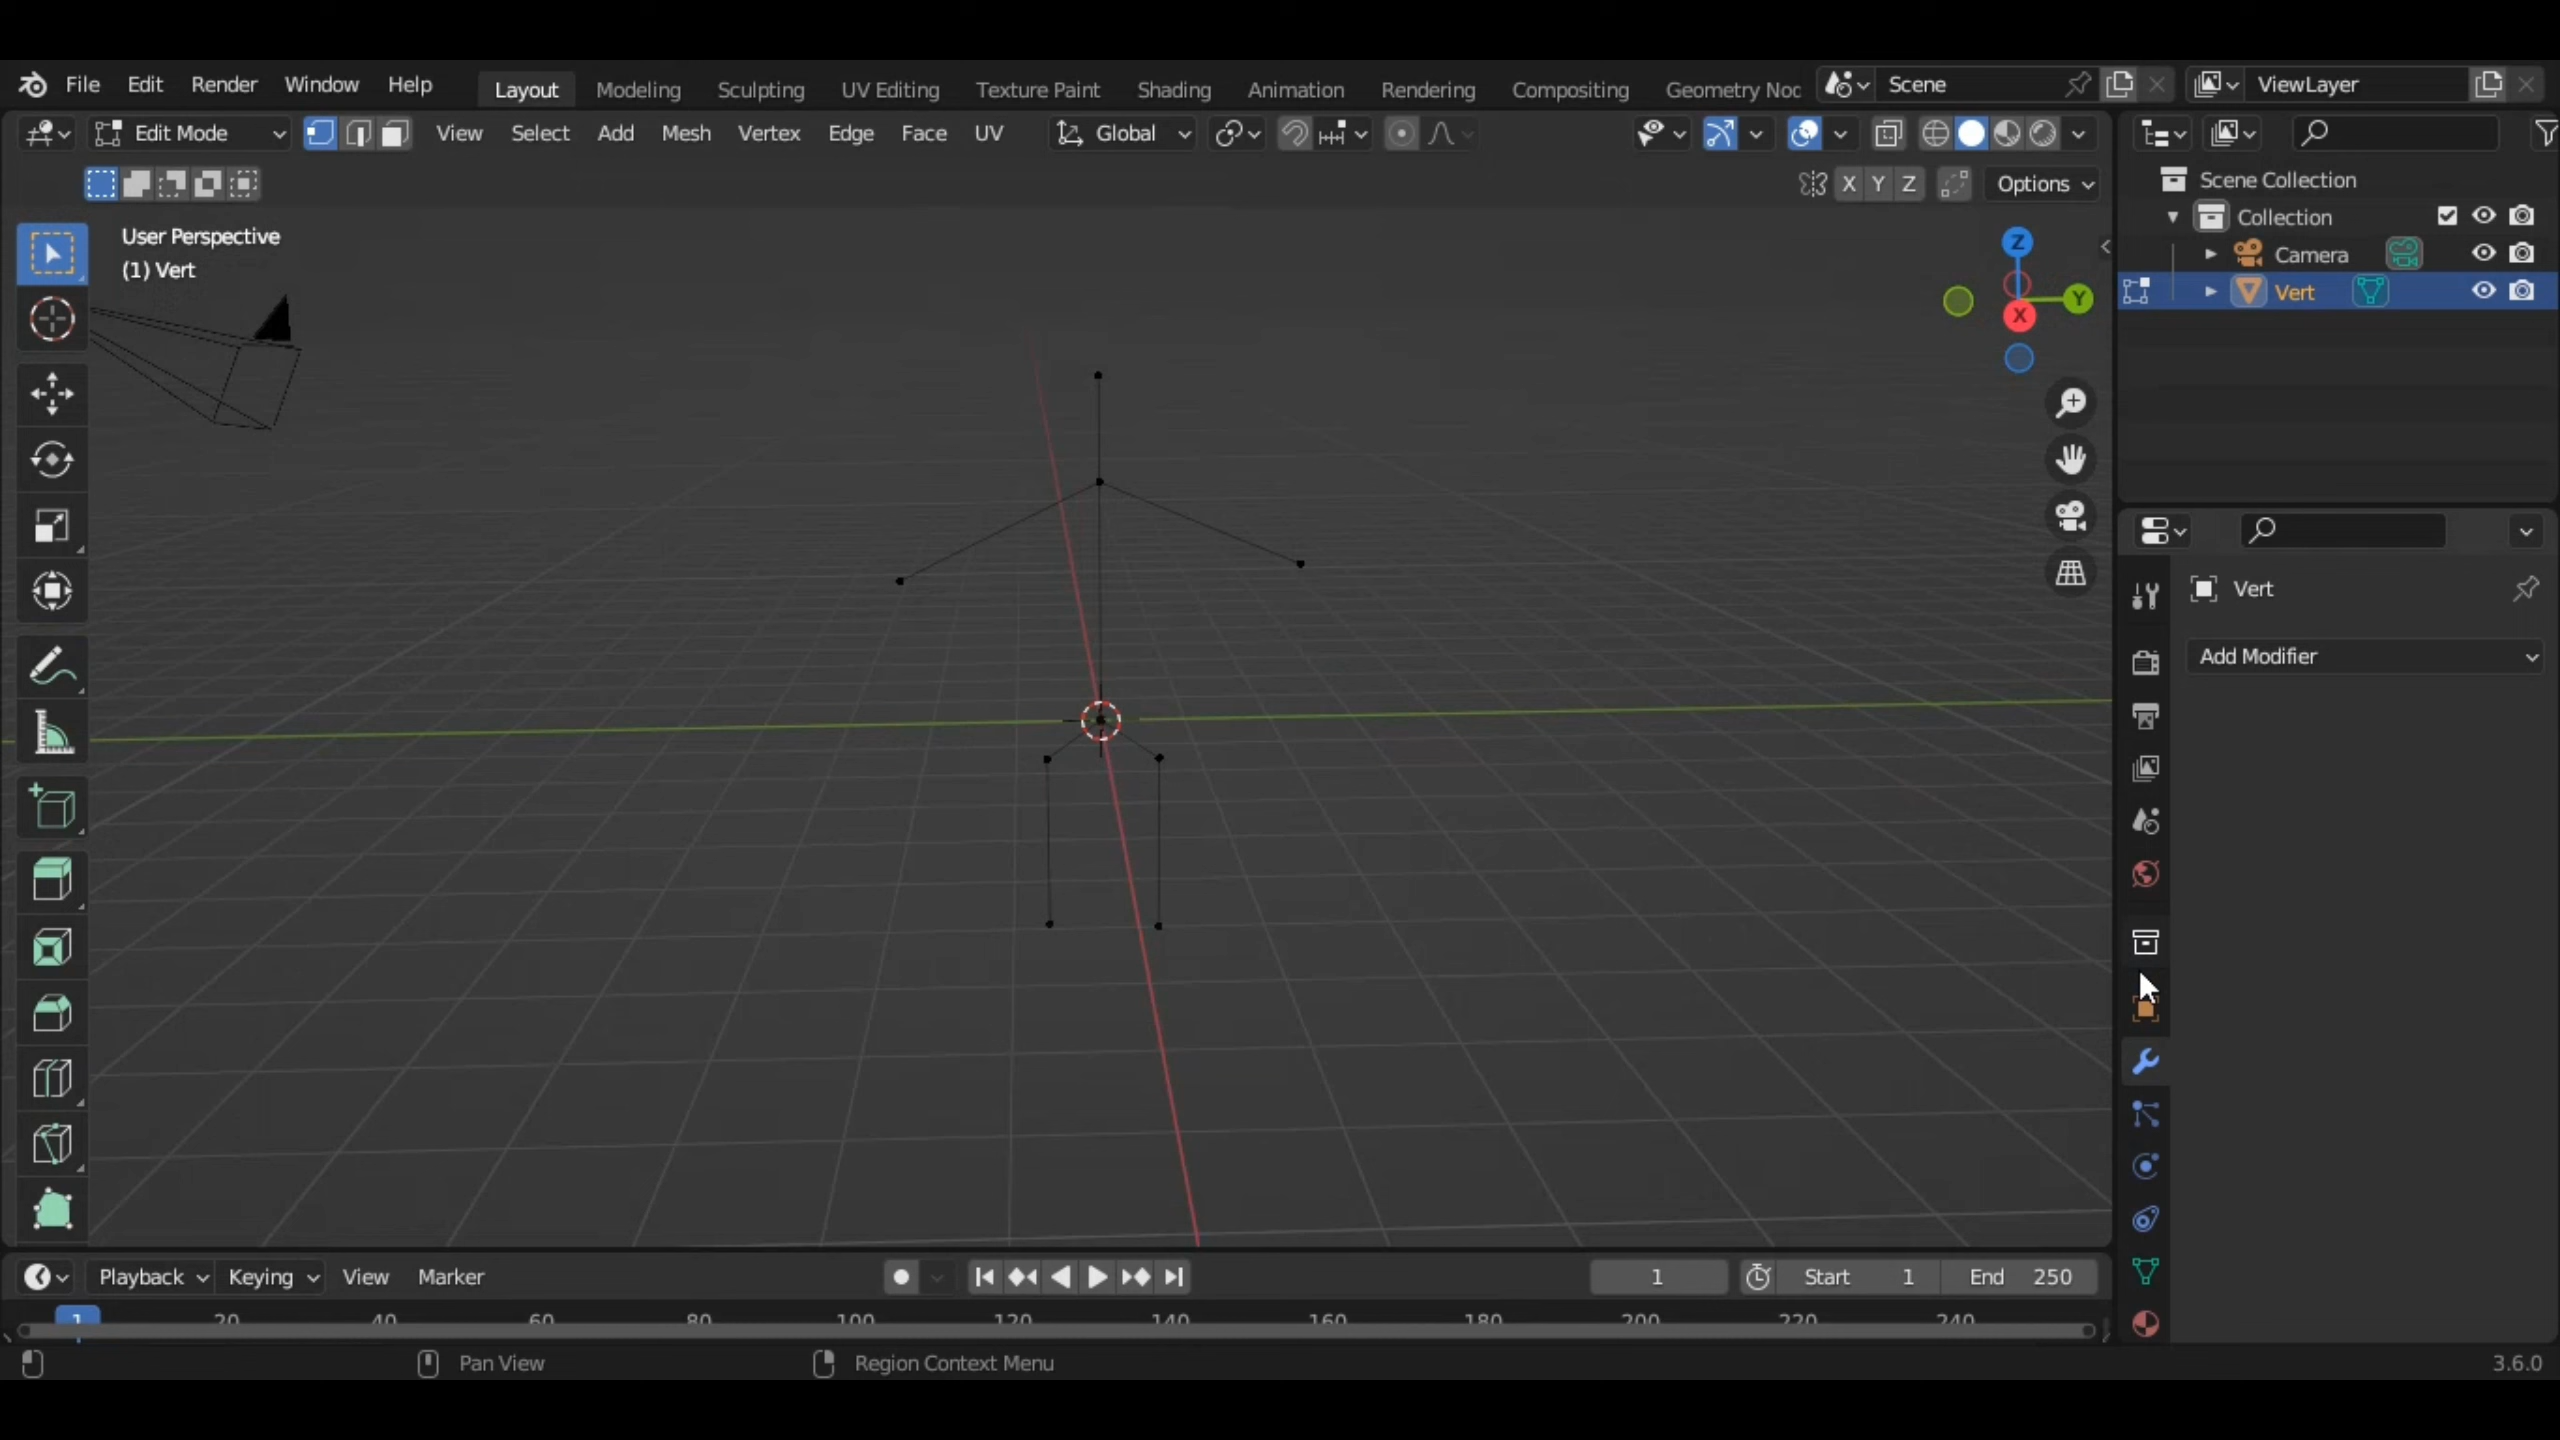 File Edit Render Window Help Layout Modeling Sculpting UV Editing Texture Paint Shading Animation Rendering Compositing Geometry Noc Scene ViewLayer
Edit Mode View Select Add Mesh Vertex Edge Face UV Global
X Y Z Options
User Perspective
(1) Vert
Z
Y
X
Scene Collection
Collection
Camera
Vert
Vert
Add Modifier
Playback Keying View Marker 1 Start 1 End 250
1 20 40 60 80 100 120 140 160 180 200 220 240
Pan View Region Context Menu 3.6.0